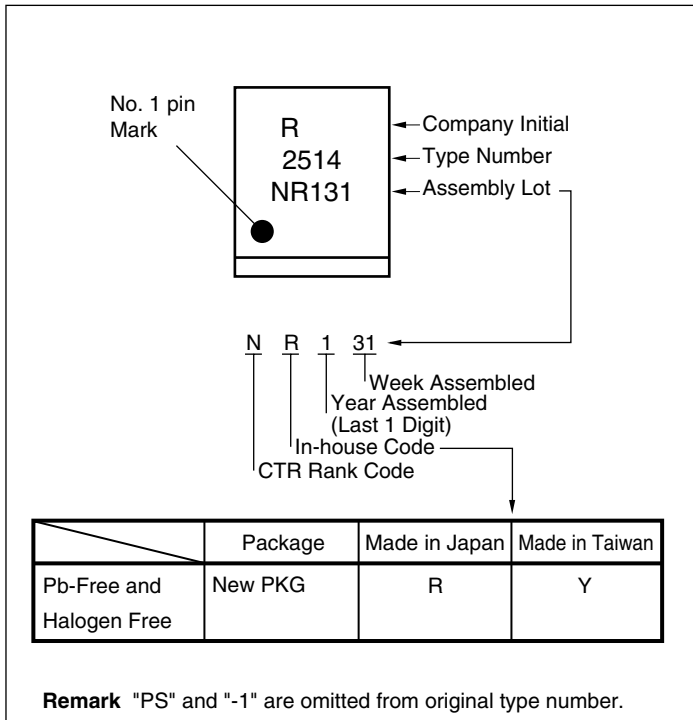 No. 1 pin
Mark
R
2514
NR131
Company Initial
Type Number
Assembly Lot
N R 1 31
Week Assembled
Year Assembled
(Last 1 Digit)
In-house Code
CTR Rank Code
Package Made in Japan Made in Taiwan
Pb-Free and New PKG R Y
Halogen Free
Remark "PS" and "-1" are omitted from original type number.